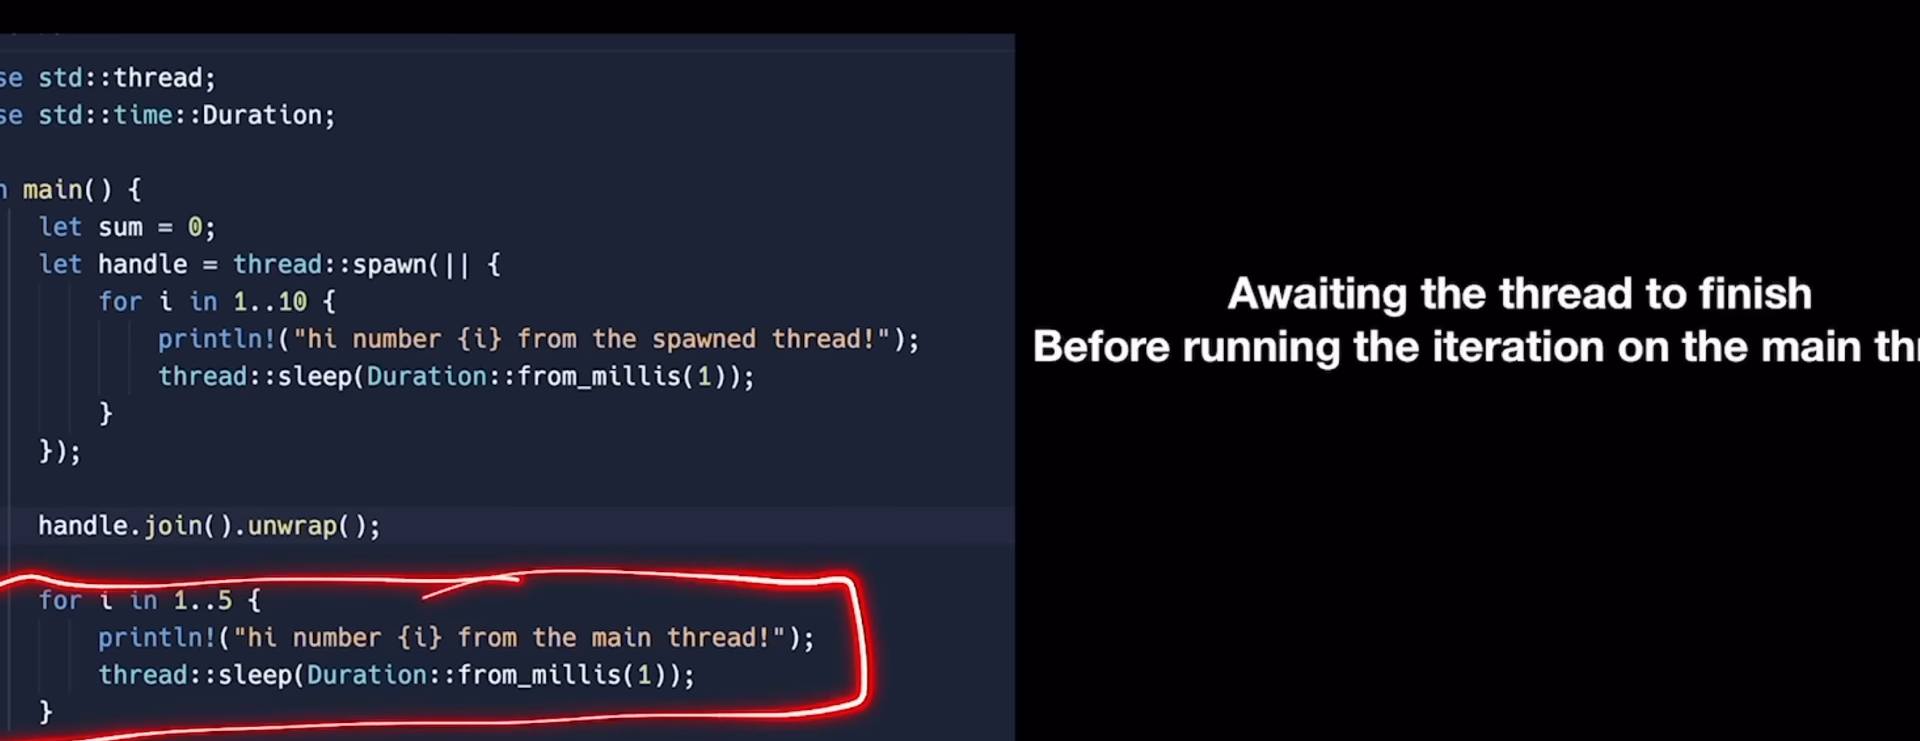 se std::thread;
se std::time::Duration;
n main() {
let sum = 0;
let handle = thread::spawn(|| {
for i in 1..10 {
println!("hi number {i} from the spawned thread!");
thread::sleep(Duration::from_millis(1));
}
});
handle.join().unwrap();
for i in 1..5 {
println!("hi number {i} from the main thread!");
thread::sleep(Duration::from_millis(1));
}
Awaiting the thread to finish
Before running the iteration on the main thr